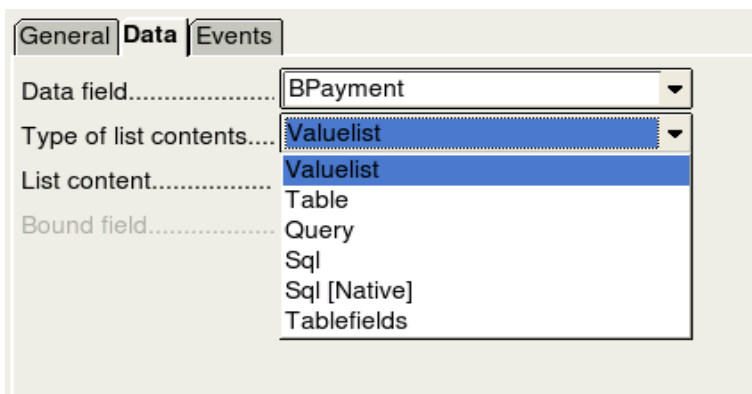 General Data Events
Data field.................... BPayment
Type of list contents.... Valuelist
List content................. Valuelist
Table
Bound field................... Query
Sql
Sql [Native]
Tablefields